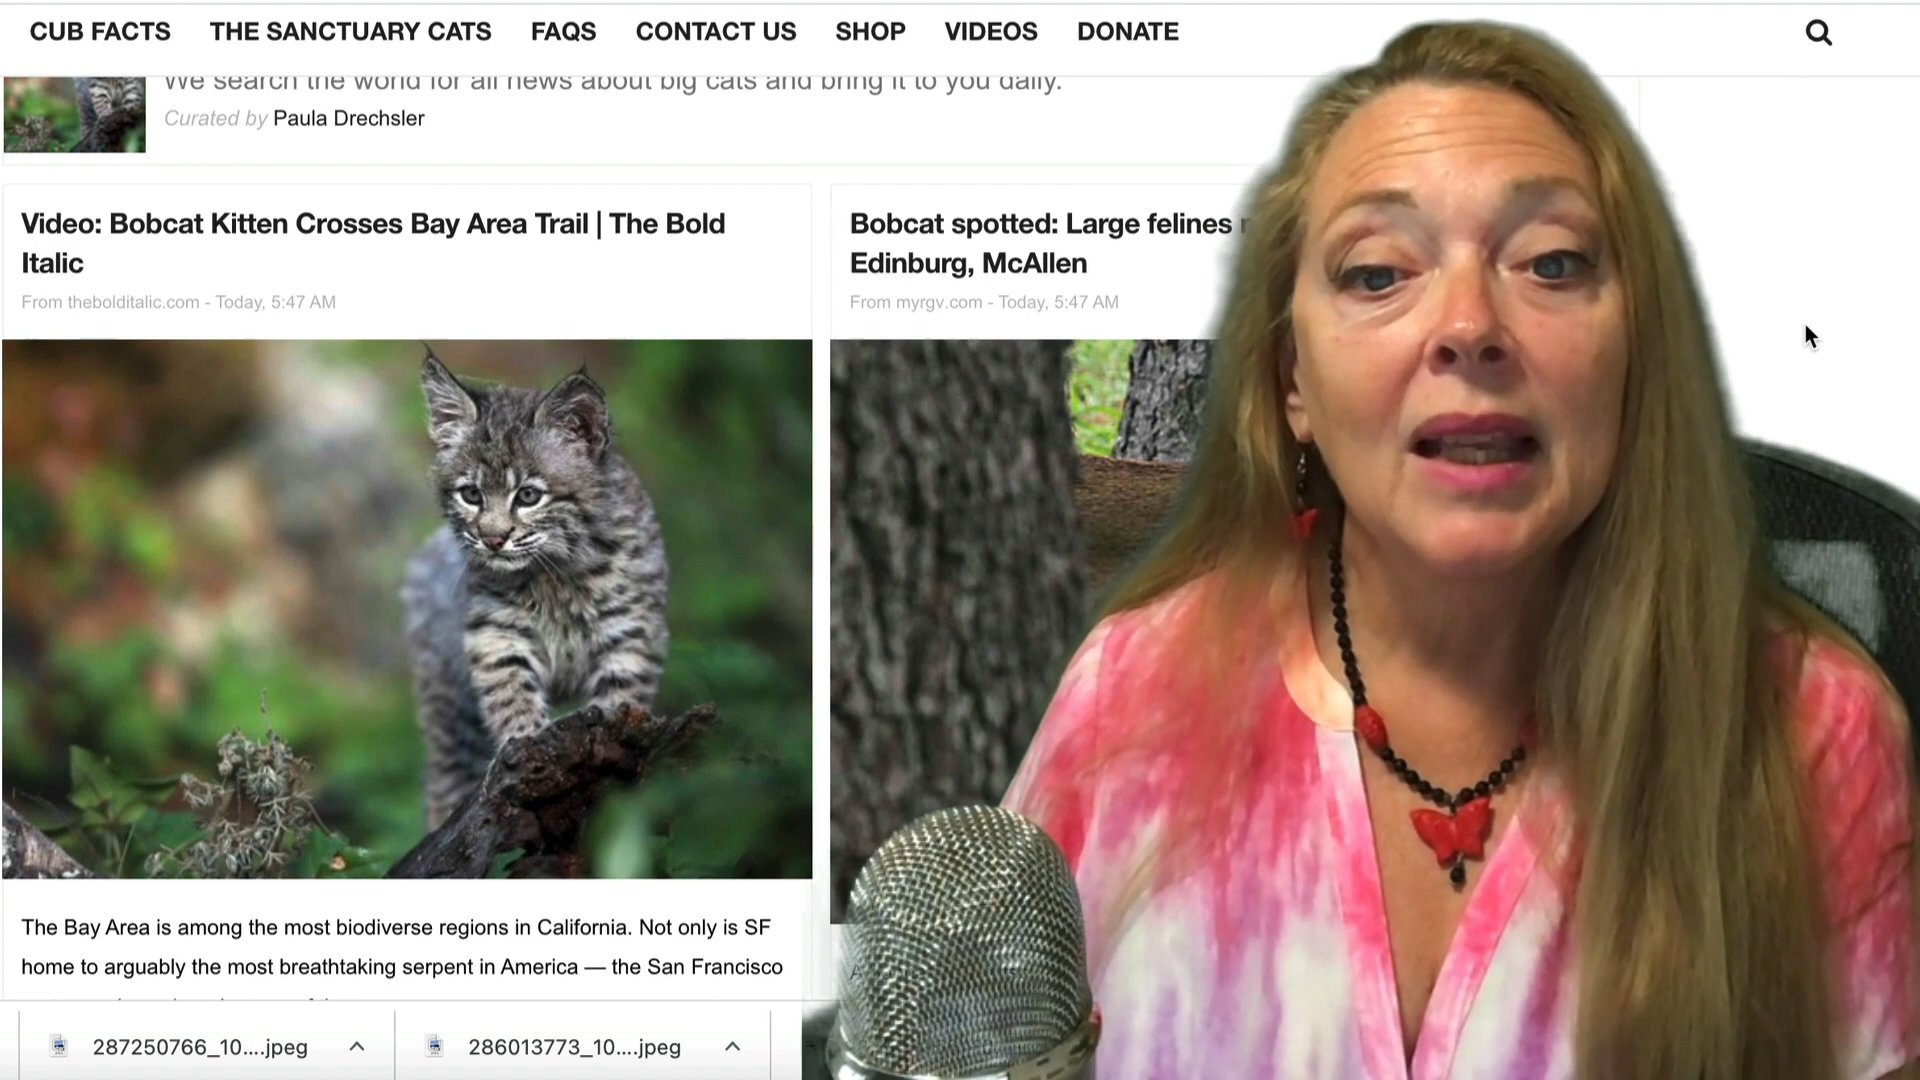 CUB FACTS THE SANCTUARY CATS FAQS CONTACT US SHOP VIDEOS DONATE
We search the world for all news about big cats and bring it to you daily.
Curated by Paula Drechsler
Video: Bobcat Kitten Crosses Bay Area Trail | The Bold
Italic
From thebolditalic.com - Today, 5:47 AM
Bobcat spotted: Large felines
Edinburg, McAllen
From myrgv.com - Today, 5:47 AM
The Bay Area is among the most biodiverse regions in California. Not only is SF
home to arguably the most breathtaking serpent in America — the San Francisco
287250766_10....jpeg
286013773_10....jpeg